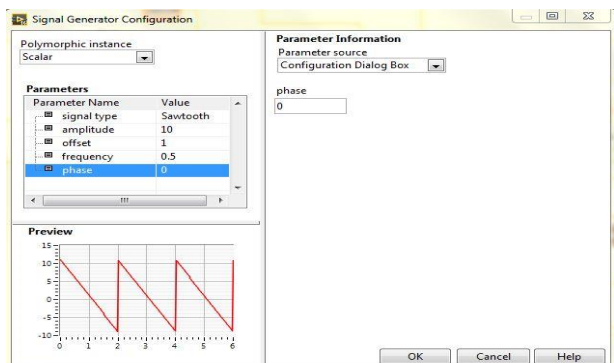 Signal Generator Configuration
Polymorphic instance
Scalar
Parameters
Parameter Name Value
signal type Sawtooth
amplitude 10
offset 1
frequency 0.5
phase 0
Preview
15
10
5
0
-5
-10
0 1 2 3 4 5 6
Parameter Information
Parameter source
Configuration Dialog Box
phase
0
OK Cancel Help